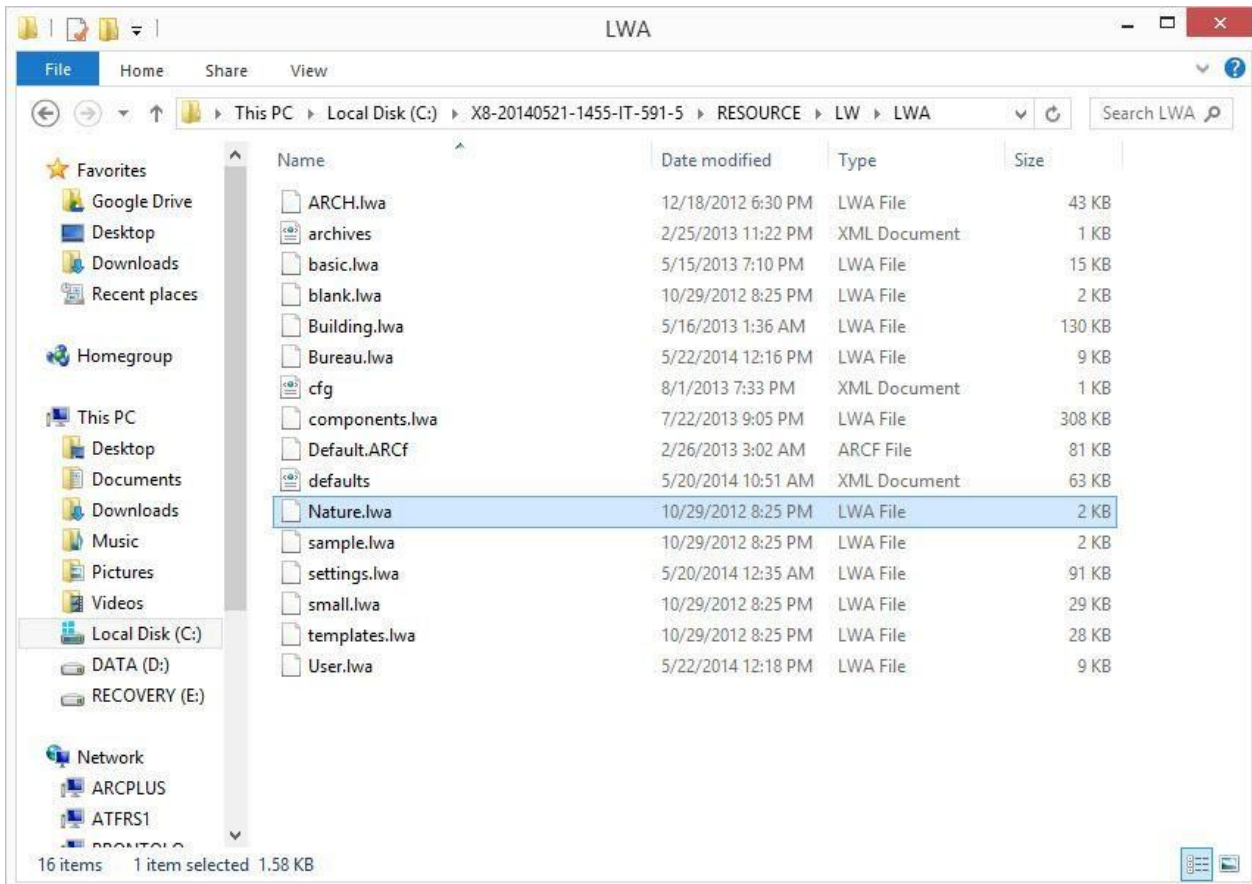 LWA
File Home Share View
This PC Local Disk (C:) X8-20140521-1455-IT-591-5 RESOURCE LW LWA Search LWA
Favorites
Google Drive
Desktop
Downloads
Recent places
Homegroup
This PC
Desktop
Documents
Downloads
Music
Pictures
Videos
Local Disk (C:)
DATA (D:)
RECOVERY (E:)
Network
ARCPLUS
ATFRS1
Name Date modified Type Size
ARCH.lwa 12/18/2012 6:30 PM LWA File 43 KB
archives 2/25/2013 11:22 PM XML Document 1 KB
basic.lwa 5/15/2013 7:10 PM LWA File 15 KB
blank.lwa 10/29/2012 8:25 PM LWA File 2 KB
Building.lwa 5/16/2013 1:36 AM LWA File 130 KB
Bureau.lwa 5/22/2014 12:16 PM LWA File 9 KB
cfg 8/1/2013 7:33 PM XML Document 1 KB
components.lwa 7/22/2013 9:05 PM LWA File 308 KB
Default.ARCf 2/26/2013 3:02 AM ARCF File 81 KB
defaults 5/20/2014 10:51 AM XML Document 63 KB
Nature.lwa 10/29/2012 8:25 PM LWA File 2 KB
sample.lwa 10/29/2012 8:25 PM LWA File 2 KB
settings.lwa 5/20/2014 12:35 AM LWA File 91 KB
small.lwa 10/29/2012 8:25 PM LWA File 29 KB
templates.lwa 10/29/2012 8:25 PM LWA File 28 KB
User.lwa 5/22/2014 12:18 PM LWA File 9 KB
16 items 1 item selected 1.58 KB